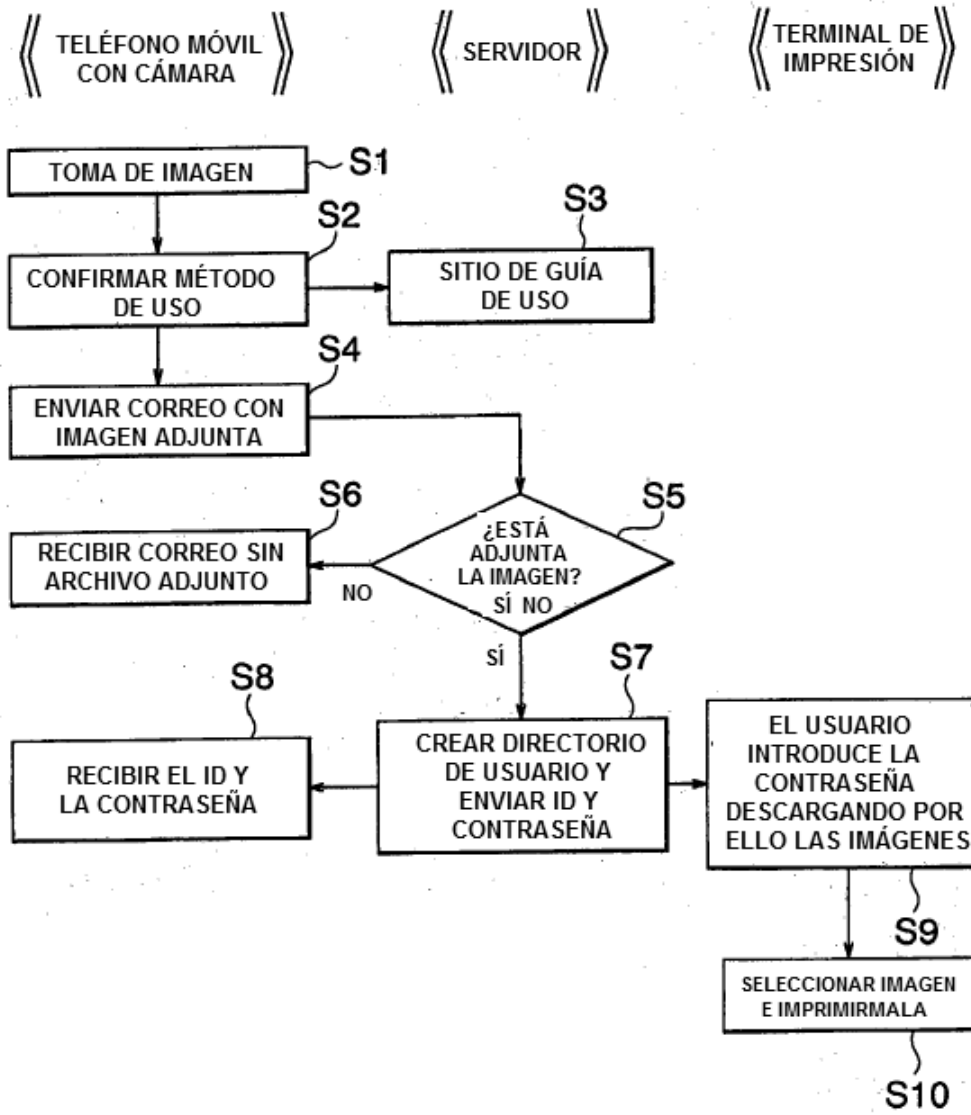 TELÉFONO MÓVIL
CON CÁMARA
SERVIDOR
TERMINAL DE
IMPRESIÓN
TOMA DE IMAGEN
S1
S2
CONFIRMAR MÉTODO
DE USO
S3
SITIO DE GUÍA
DE USO
S4
ENVIAR CORREO CON
IMAGEN ADJUNTA
S5
¿ESTÁ
ADJUNTA
LA IMAGEN?
SÍ NO
S6
RECIBIR CORREO SIN
ARCHIVO ADJUNTO
NO
SÍ
S7
CREAR DIRECTORIO
DE USUARIO Y
ENVIAR ID Y
CONTRASEÑA
S8
RECIBIR EL ID Y
LA CONTRASEÑA
EL USUARIO
INTRODUCE LA
CONTRASEÑA
DESCARGANDO POR
ELLO LAS IMÁGENES
S9
SELECCIONAR IMAGEN
E IMPRIMIRMALA
S10